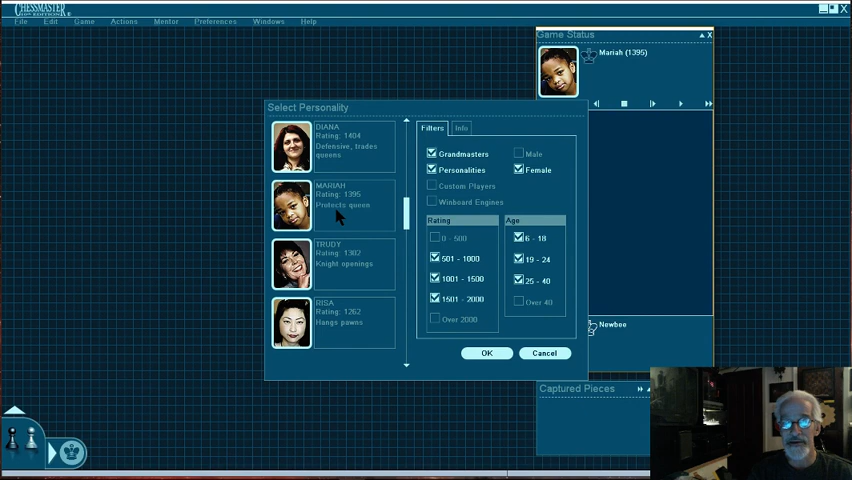 CHESSMASTER
10TH EDITION
File Edit Game Actions Mentor Preferences Windows Help
Game Status
Mariah (1395)
Select Personality
DIANA
Rating: 1404
Defensive, trades
queens
MARIAH
Rating: 1395
Protects queen
TRUDY
Rating: 1302
Knight openings
RISA
Rating: 1262
Hangs pawns
Filters Info
Grandmasters Male
Personalities Female
Custom Players
Winboard Engines
Rating Age
0 - 500 6 - 18
501 - 1000 19 - 24
1001 - 1500 25 - 40
1501 - 2000 Over 40
Over 2000
OK Cancel
Newbee
Captured Pieces